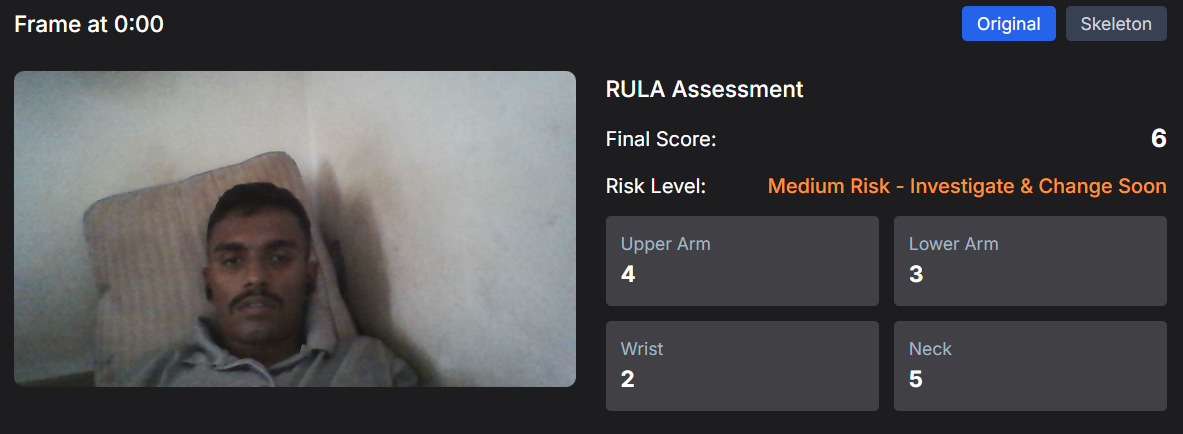 Frame at 0:00
Original
Skeleton
RULA Assessment
Final Score:
6
Risk Level:
Medium Risk - Investigate & Change Soon
Upper Arm
4
Lower Arm
3
Wrist
2
Neck
5